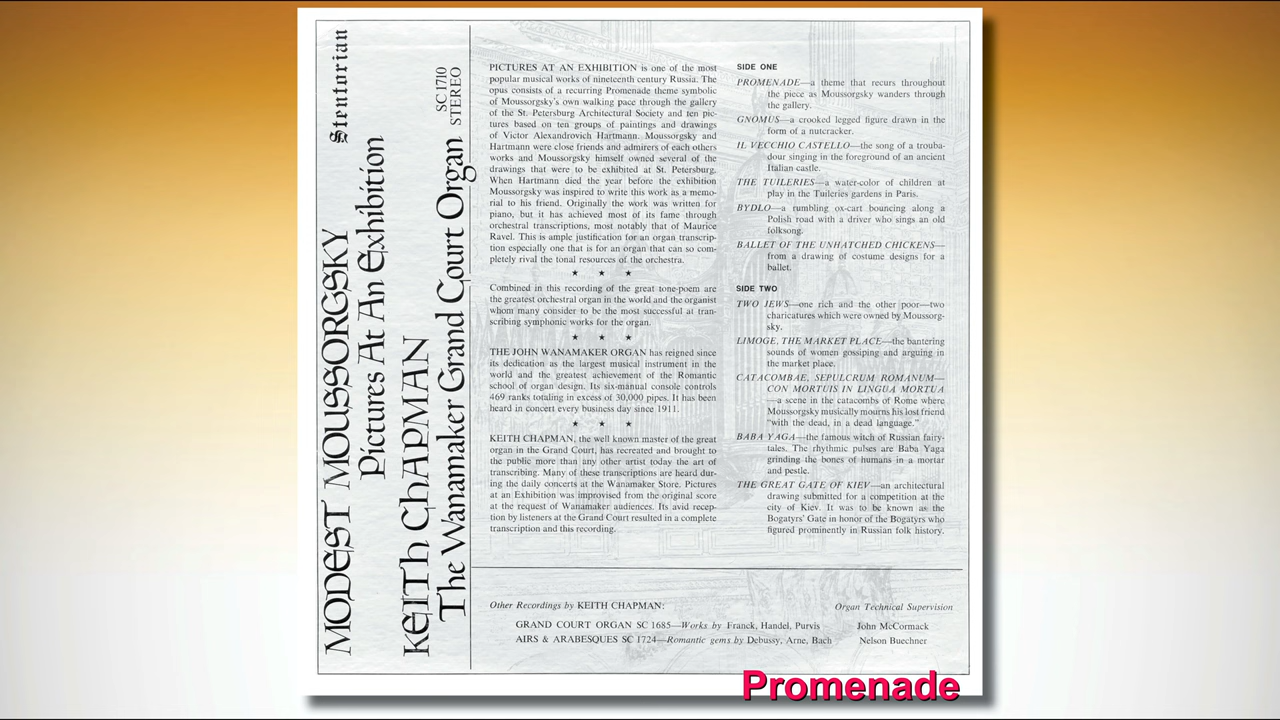 Stentorian
MODEST MOUSSORGSKY
Pictures At An Exhibition
KEITH CHAPMAN
The Wanamaker Grand Court Organ
SC 1710
STEREO
PICTURES AT AN EXHIBITION is one of the most
popular musical works of nineteenth century Russia. The
opus consists of a recurring Promenade theme symbolic
of Moussorgsky's own walking pace through the gallery
of the St. Petersburg Architectural Society and ten pic-
tures based on ten groups of paintings and drawings
of Victor Alexandrovich Hartmann. Moussorgsky and
Hartmann were close friends and admirers of each others
works and Moussorgsky himself owned several of the
drawings that were to be exhibited at St. Petersburg.
When Hartmann died the year before the exhibition
Moussorgsky was inspired to write this work as a memo-
rial to his friend. Originally the work was written for
piano, but it has achieved most of its fame through
orchestral transcriptions, most notably that of Maurice
Ravel. This is ample justification for an organ transcrip-
tion especially one that is for an organ that can so com-
pletely rival the tonal resources of the orchestra.
★ ★ ★
Combined in this recording of the great tone-poem are
the greatest orchestral organ in the world and the organist
whom many consider to be the most successful at tran-
scribing symphonic works for the organ.
★ ★ ★
THE JOHN WANAMAKER ORGAN has reigned since
its dedication as the largest musical instrument in the
world and the greatest achievement of the Romantic
school of organ design. Its six-manual console controls
469 ranks totaling in excess of 30,000 pipes. It has been
heard in concert every business day since 1911.
★ ★ ★
KEITH CHAPMAN, the well known master of the great
organ in the Grand Court, has recreated and brought to
the public more than any other artist today the art of
transcribing. Many of these transcriptions are heard dur-
ing the daily concerts at the Wanamaker Store. Pictures
at an Exhibition was improvised from the original score
at the request of Wanamaker audiences. Its avid recep-
tion by listeners at the Grand Court resulted in a complete
transcription and this recording.
SIDE ONE
PROMENADE—a theme that recurs throughout
the piece as Moussorgsky wanders through
the gallery.
GNOMUS—a crooked legged figure drawn in the
form of a nutcracker.
IL VECCHIO CASTELLO—the song of a trouba-
dour singing in the foreground of an ancient
Italian castle.
THE TUILERIES—a water-color of children at
play in the Tuileries gardens in Paris.
BYDLO—a rumbling ox-cart bouncing along a
Polish road with a driver who sings an old
folksong.
BALLET OF THE UNHATCHED CHICKENS—
from a drawing of costume designs for a
ballet.
SIDE TWO
TWO JEWS—one rich and the other poor—two
charicatures which were owned by Moussorg-
sky.
LIMOGE, THE MARKET PLACE—the bantering
sounds of women gossiping and arguing in
the market place.
CATACOMBAE, SEPULCRUM ROMANUM—
CON MORTUIS IN LINGUA MORTUA
—a scene in the catacombs of Rome where
Moussorgsky musically mourns his lost friend
"with the dead, in a dead language."
BABA YAGA—the famous witch of Russian fairy-
tales. The rhythmic pulses are Baba Yaga
grinding the bones of humans in a mortar
and pestle.
THE GREAT GATE OF KIEV—an architectural
drawing submitted for a competition at the
city of Kiev. It was to be known as the
Bogatyrs' Gate in honor of the Bogatyrs who
figured prominently in Russian folk history.
Other Recordings by KEITH CHAPMAN:
GRAND COURT ORGAN SC 1685—Works by Franck, Handel, Purvis
AIRS & ARABESQUES SC 1724—Romantic gems by Debussy, Arne, Bach
Organ Technical Supervision
John McCormack
Nelson Buechner
Promenade